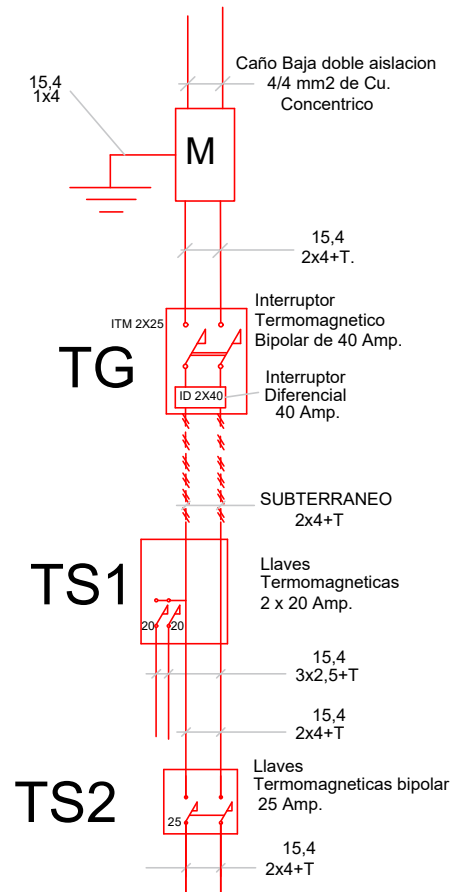 Caño Baja doble aislacion
4/4 mm2 de Cu.
Concentrico
15,4
1x4
M
15,4
2x4+T.
ITM 2X25
Interruptor
Termomagnetico
Bipolar de 40 Amp.
TG
ID 2X40
Interruptor
Diferencial
40 Amp.
SUBTERRANEO
2x4+T
TS1
Llaves
Termomagneticas
2 x 20 Amp.
20
20
15,4
3x2,5+T
15,4
2x4+T
TS2
Llaves
Termomagneticas bipolar
25 Amp.
25
15,4
2x4+T